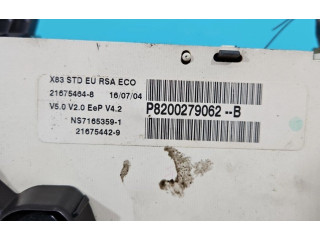 X83 STD EU RSA ECO
21675464-8 16/07/04
V5.0 V2.0 EeP V4.2
P8200279062--B
NS7165359-1
21675442-9